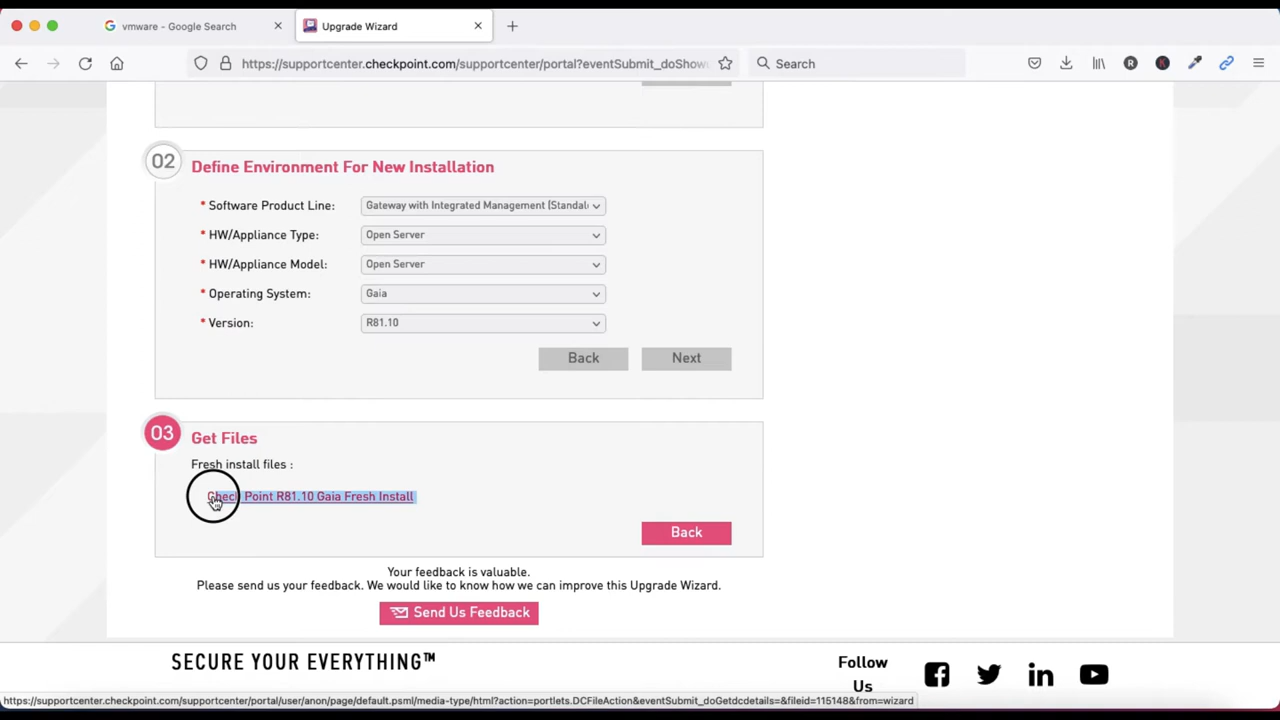 vmware - Google Search
Upgrade Wizard
https://supportcenter.checkpoint.com/supportcenter/portal?eventSubmit_doShow
Search
02
Define Environment For New Installation
* Software Product Line: Gateway with Integrated Management (Standal
* HW/Appliance Type: Open Server
* HW/Appliance Model: Open Server
* Operating System: Gaia
* Version: R81.10
Back Next
03
Get Files
Fresh install files :
Check Point R81.10 Gaia Fresh Install
Back
Your feedback is valuable.
Please send us your feedback. We would like to know how we can improve this Upgrade Wizard.
Send Us Feedback
SECURE YOUR EVERYTHING™
Follow
Us
https://supportcenter.checkpoint.com/supportcenter/portal/user/anon/page/default.psml/media-type/html?action=portlets.DCFileAction&eventSubmit_doGetdcdetails=&fileid=115148&from=wizard